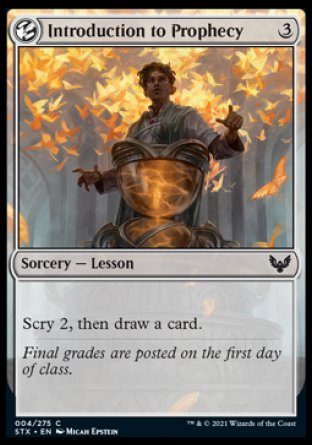 Introduction to Prophecy 3
Sorcery — Lesson
Scry 2, then draw a card.
Final grades are posted on the first day
of class.
004/275 C
STX • EN Micah Epstein
™ & © 2021 Wizards of the Coast